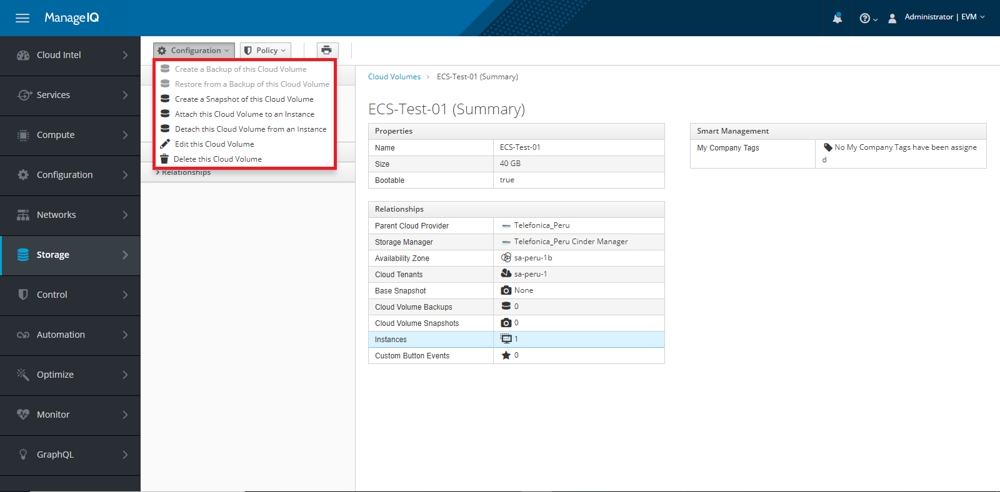 ManageIQ
Administrator | EVM
Cloud Intel
Services
Compute
Configuration
Networks
Storage
Control
Automation
Optimize
Monitor
GraphQL
Configuration
Policy
Create a Backup of this Cloud Volume
Restore from a Backup of this Cloud Volume
Create a Snapshot of this Cloud Volume
Attach this Cloud Volume to an Instance
Detach this Cloud Volume from an Instance
Edit this Cloud Volume
Delete this Cloud Volume
Relationships
Cloud Volumes > ECS-Test-01 (Summary)
ECS-Test-01 (Summary)
Properties
Name ECS-Test-01
Size 40 GB
Bootable true
Relationships
Parent Cloud Provider Telefonica_Peru
Storage Manager Telefonica_Peru Cinder Manager
Availability Zone sa-peru-1b
Cloud Tenants sa-peru-1
Base Snapshot None
Cloud Volume Backups 0
Cloud Volume Snapshots 0
Instances 1
Custom Button Events 0
Smart Management
My Company Tags No My Company Tags have been assigne
d